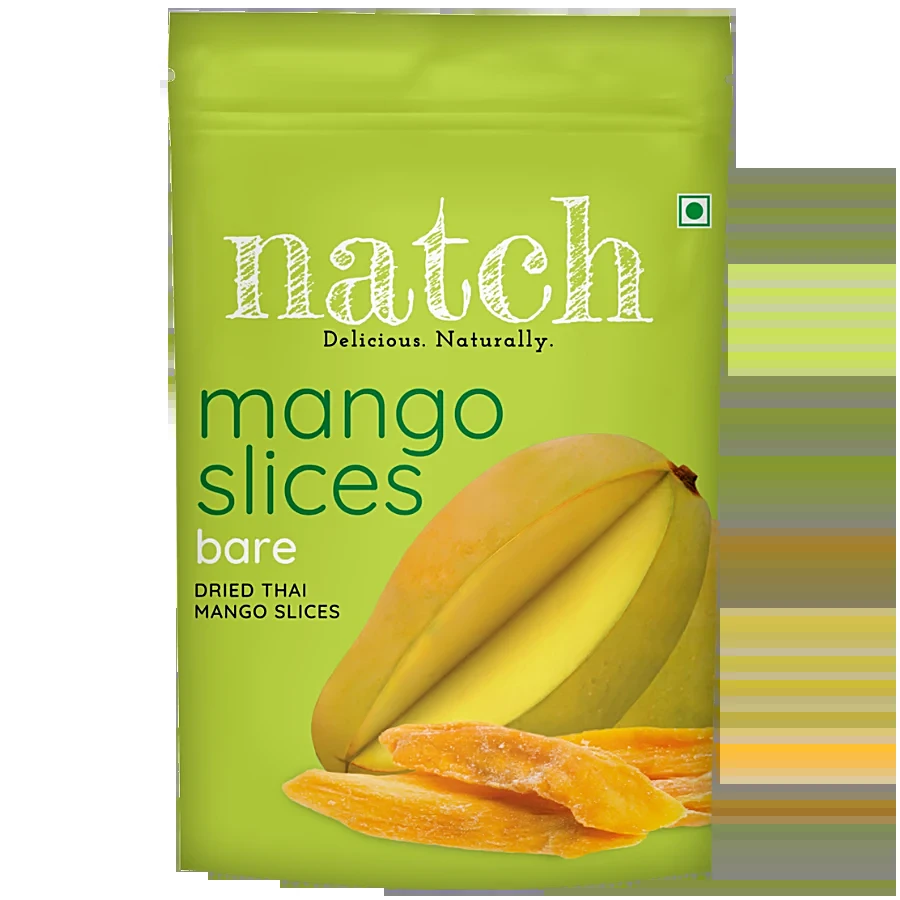 natch
Delicious. Naturally.
mango
slices
bare
DRIED THAI
MANGO SLICES